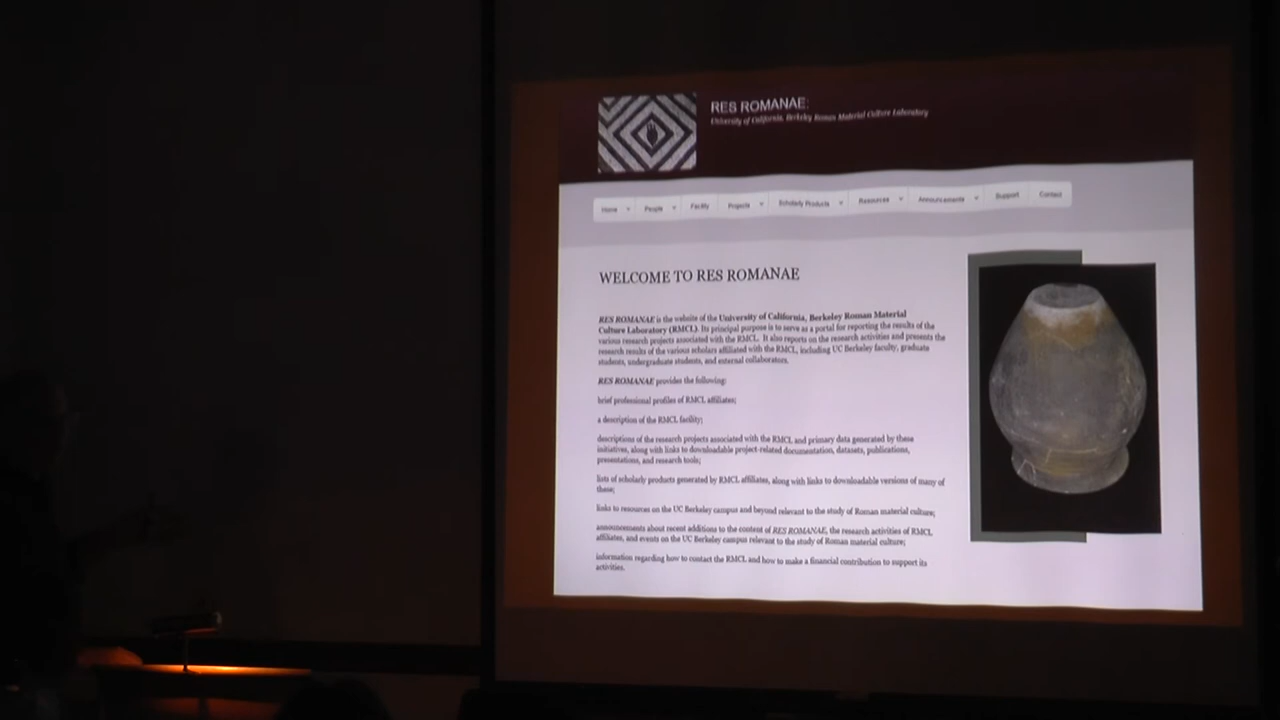 RES ROMANAE:
University of California, Berkeley Roman Material Culture Laboratory
Home People Facility Projects Scholarly Products Resources Announcements Support Contact
WELCOME TO RES ROMANAE
RES ROMANAE is the website of the University of California, Berkeley Roman Material
Culture Laboratory (RMCL). Its principal purpose is to serve as a portal for reporting the results of the
various research projects associated with the RMCL. It also reports on the research activities and presents the
research results of the various scholars affiliated with the RMCL, including UC Berkeley faculty, graduate
students, undergraduate students, and external collaborators.
RES ROMANAE provides the following:
brief professional profiles of RMCL affiliates;
a description of the RMCL facility;
descriptions of the research projects associated with the RMCL and primary data generated by these
initiatives, along with links to downloadable project-related documentation, datasets, publications,
presentations, and research tools;
lists of scholarly products generated by RMCL affiliates, along with links to downloadable versions of many of
these;
links to resources on the UC Berkeley campus and beyond relevant to the study of Roman material culture;
announcements about recent additions to the content of RES ROMANAE, the research activities of RMCL
affiliates, and events on the UC Berkeley campus relevant to the study of Roman material culture;
information regarding how to contact the RMCL and how to make a financial contribution to support its
activities.